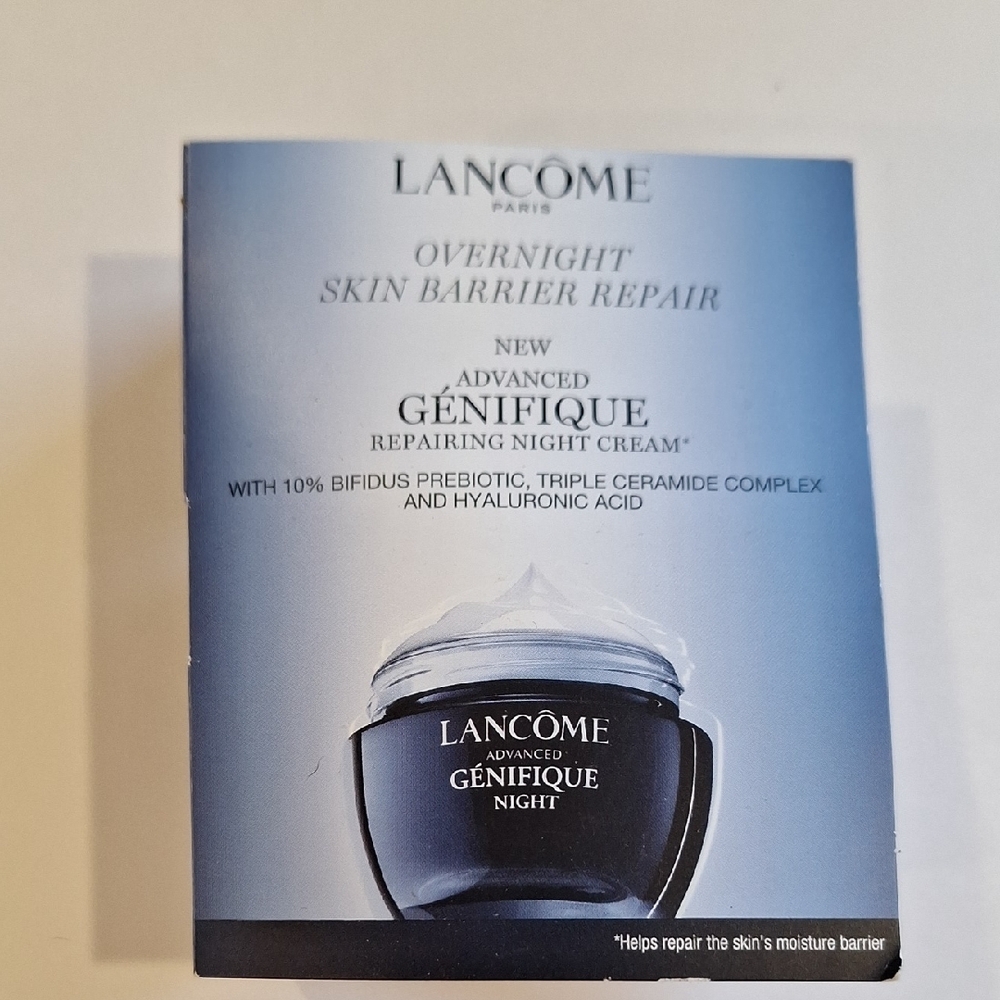 LANCÔME
PARIS
OVERNIGHT
SKIN BARRIER REPAIR
NEW
ADVANCED
GÉNIFIQUE
REPAIRING NIGHT CREAM*
WITH 10% BIFIDUS PREBIOTIC, TRIPLE CERAMIDE COMPLEX
AND HYALURONIC ACID
LANCÔME
ADVANCED
GÉNIFIQUE
NIGHT
*Helps repair the skin's moisture barrier